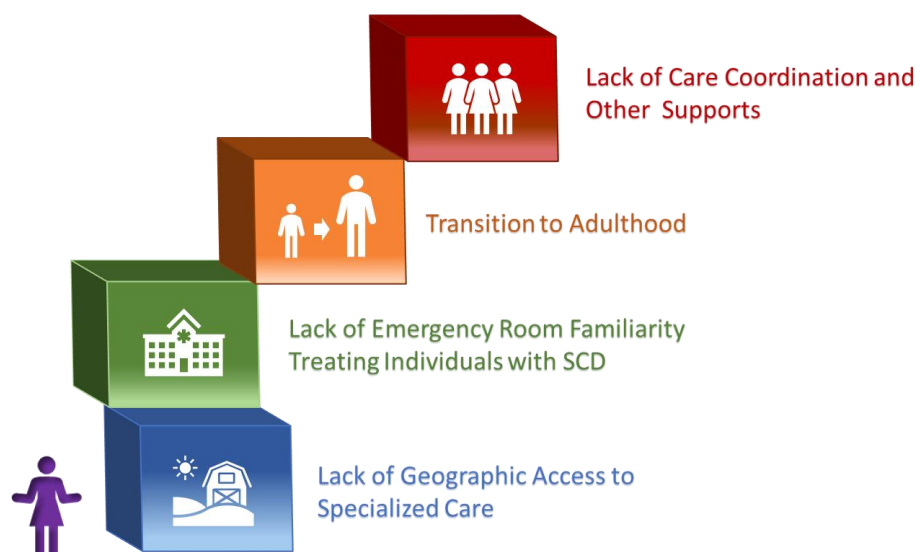 Lack of Care Coordination and
Other Supports
Transition to Adulthood
Lack of Emergency Room Familiarity
Treating Individuals with SCD
Lack of Geographic Access to
Specialized Care